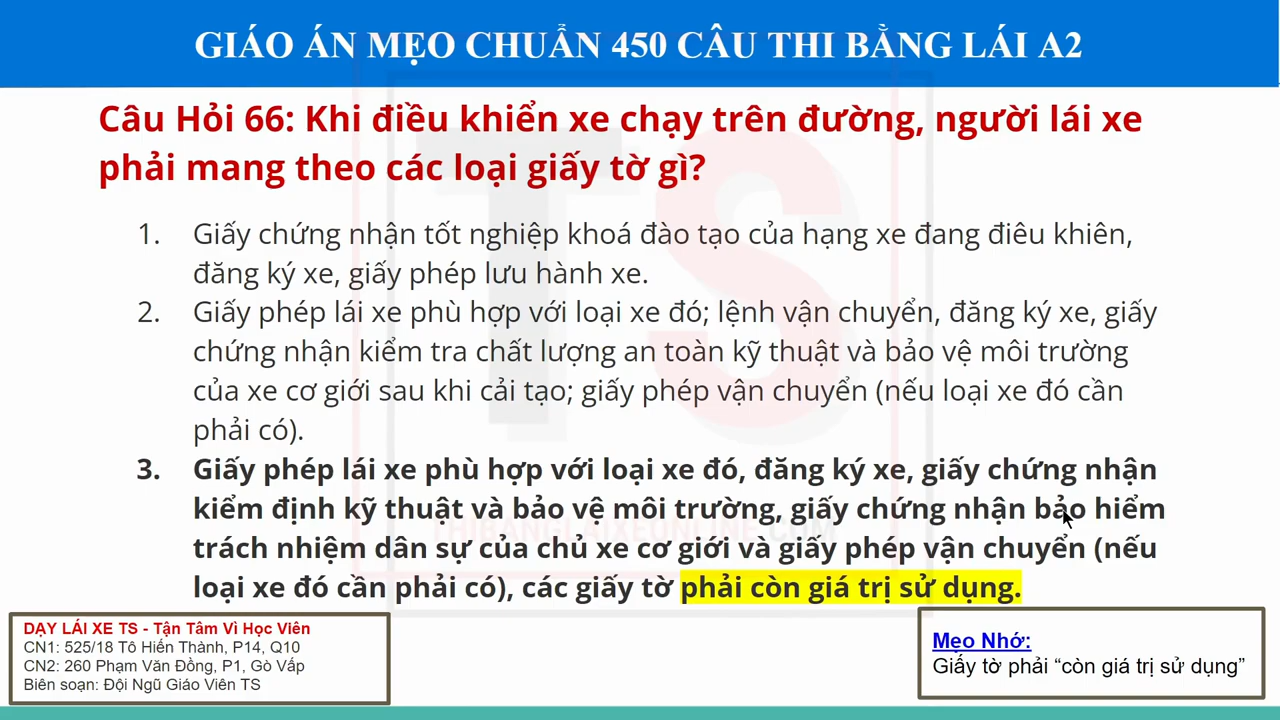 GIÁO ÁN MẸO CHUẨN 450 CÂU THI BẰNG LÁI A2
Câu Hỏi 66: Khi điều khiển xe chạy trên đường, người lái xe
phải mang theo các loại giấy tờ gì?
1. Giấy chứng nhận tốt nghiệp khoá đào tạo của hạng xe đang điêu khiên,
đăng ký xe, giấy phép lưu hành xe.
2. Giấy phép lái xe phù hợp với loại xe đó; lệnh vận chuyển, đăng ký xe, giấy
chứng nhận kiểm tra chất lượng an toàn kỹ thuật và bảo vệ môi trường
của xe cơ giới sau khi cải tạo; giấy phép vận chuyển (nếu loại xe đó cần
phải có).
3. Giấy phép lái xe phù hợp với loại xe đó, đăng ký xe, giấy chứng nhận
kiểm định kỹ thuật và bảo vệ môi trường, giấy chứng nhận bảo hiểm
trách nhiệm dân sự của chủ xe cơ giới và giấy phép vận chuyển (nếu
loại xe đó cần phải có), các giấy tờ phải còn giá trị sử dụng.
TS
THIBANGLAIXEONLINE.COM
DẠY LÁI XE TS - Tận Tâm Vì Học Viên
CN1: 525/18 Tô Hiến Thành, P14, Q10
CN2: 260 Phạm Văn Đồng, P1, Gò Vấp
Biên soạn: Đội Ngũ Giáo Viên TS
Mẹo Nhớ:
Giấy tờ phải “còn giá trị sử dụng”